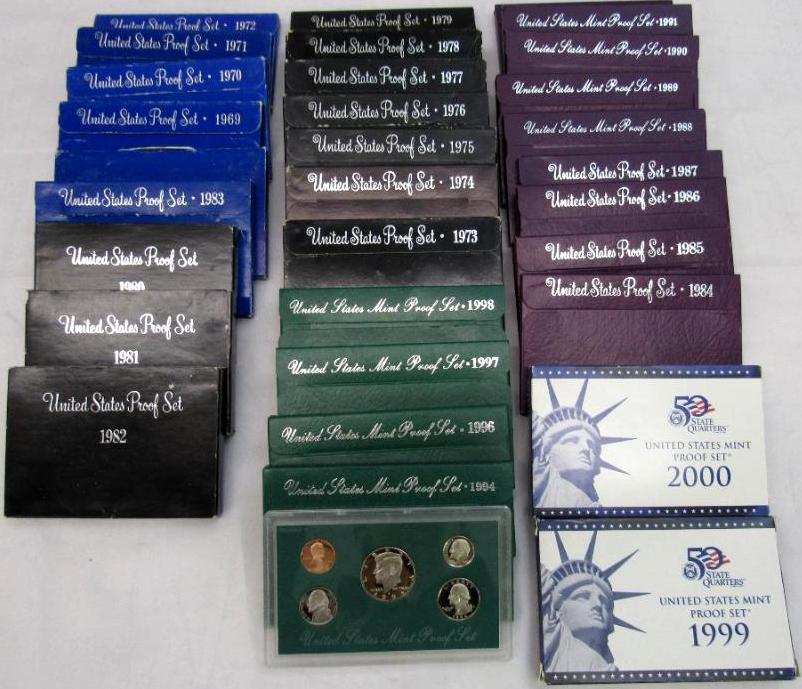 United States Proof Set · 1972
United States Proof Set · 1971
United States Proof Set · 1970
United States Proof Set · 1969
United States Proof Set · 1983
United States Proof Set
1980
United States Proof Set
1981
United States Proof Set
1982
United States Proof Set · 1979
United States Proof Set · 1978
United States Proof Set · 1977
United States Proof Set · 1976
United States Proof Set · 1975
United States Proof Set · 1974
United States Proof Set · 1973
United States Mint Proof Set · 1998
United States Mint Proof Set · 1997
United States Mint Proof Set · 1996
United States Mint Proof Set · 1994
United States Mint Proof Set
United States Mint Proof Set · 1991
United States Mint Proof Set · 1990
United States Mint Proof Set · 1989
United States Mint Proof Set · 1988
United States Proof Set · 1987
United States Proof Set · 1986
United States Proof Set · 1985
United States Proof Set · 1984
50
STATE
QUARTERS™
UNITED STATES MINT
PROOF SET®
2000
50
STATE
QUARTERS™
UNITED STATES MINT
PROOF SET®
1999